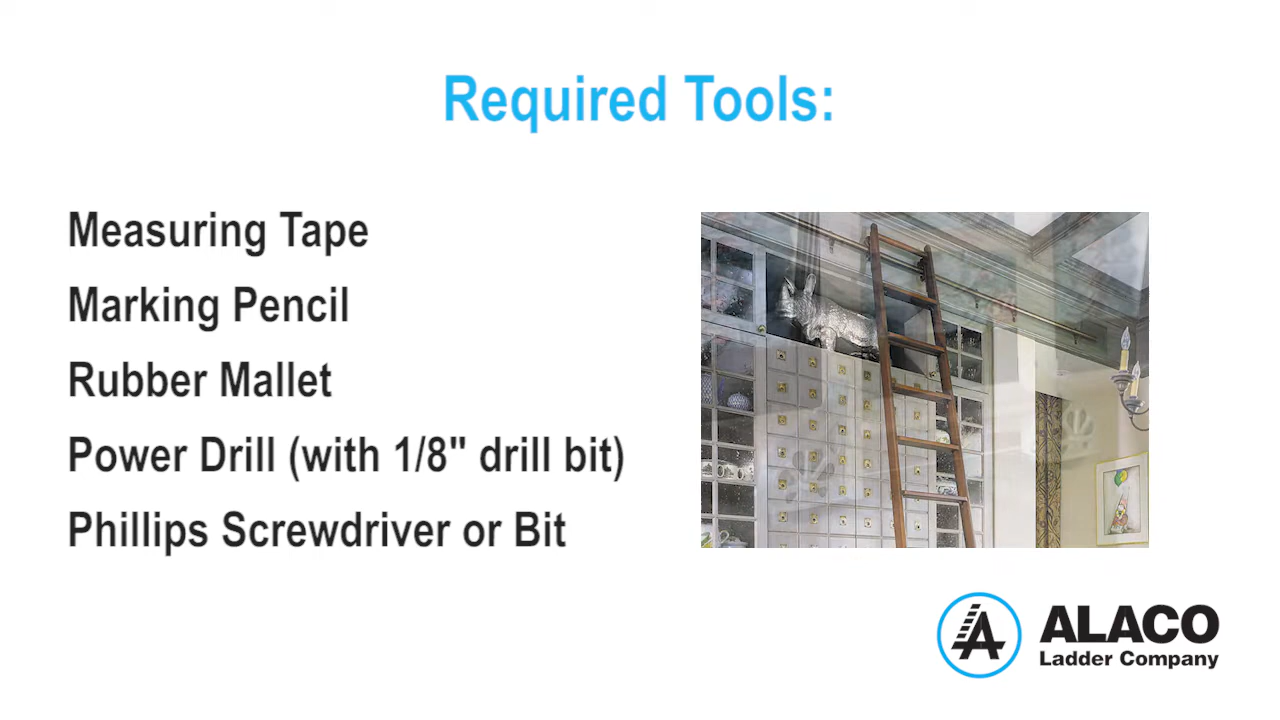 Required Tools:
Measuring Tape
Marking Pencil
Rubber Mallet
Power Drill (with 1/8" drill bit)
Phillips Screwdriver or Bit
ALACO
Ladder Company